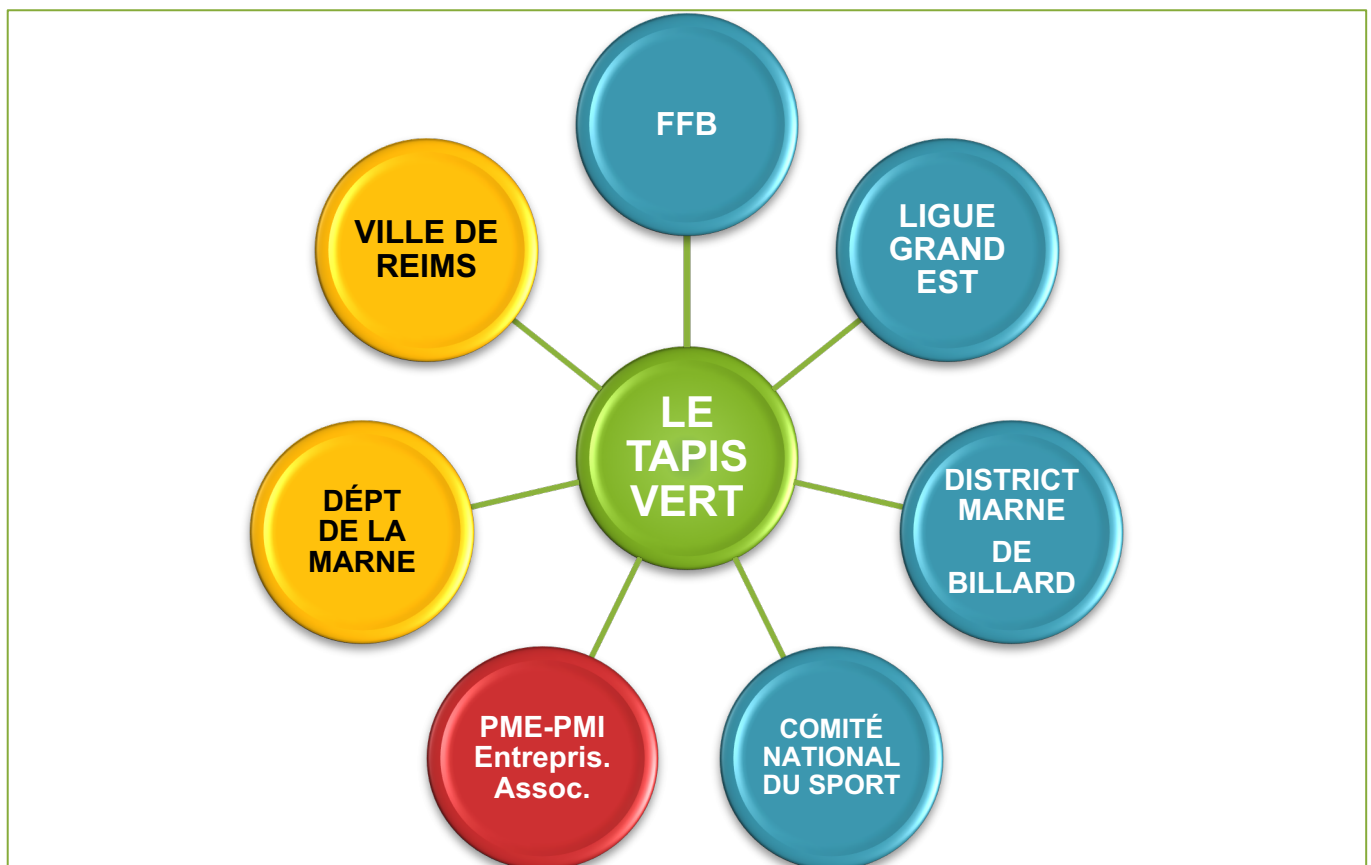 FFB
LIGUE
GRAND
EST
DISTRICT
MARNE
DE
BILLARD
COMITÉ
NATIONAL
DU SPORT
PME-PMI
Entrepris.
Assoc.
DÉPT
DE LA
MARNE
VILLE DE
REIMS
LE
TAPIS
VERT